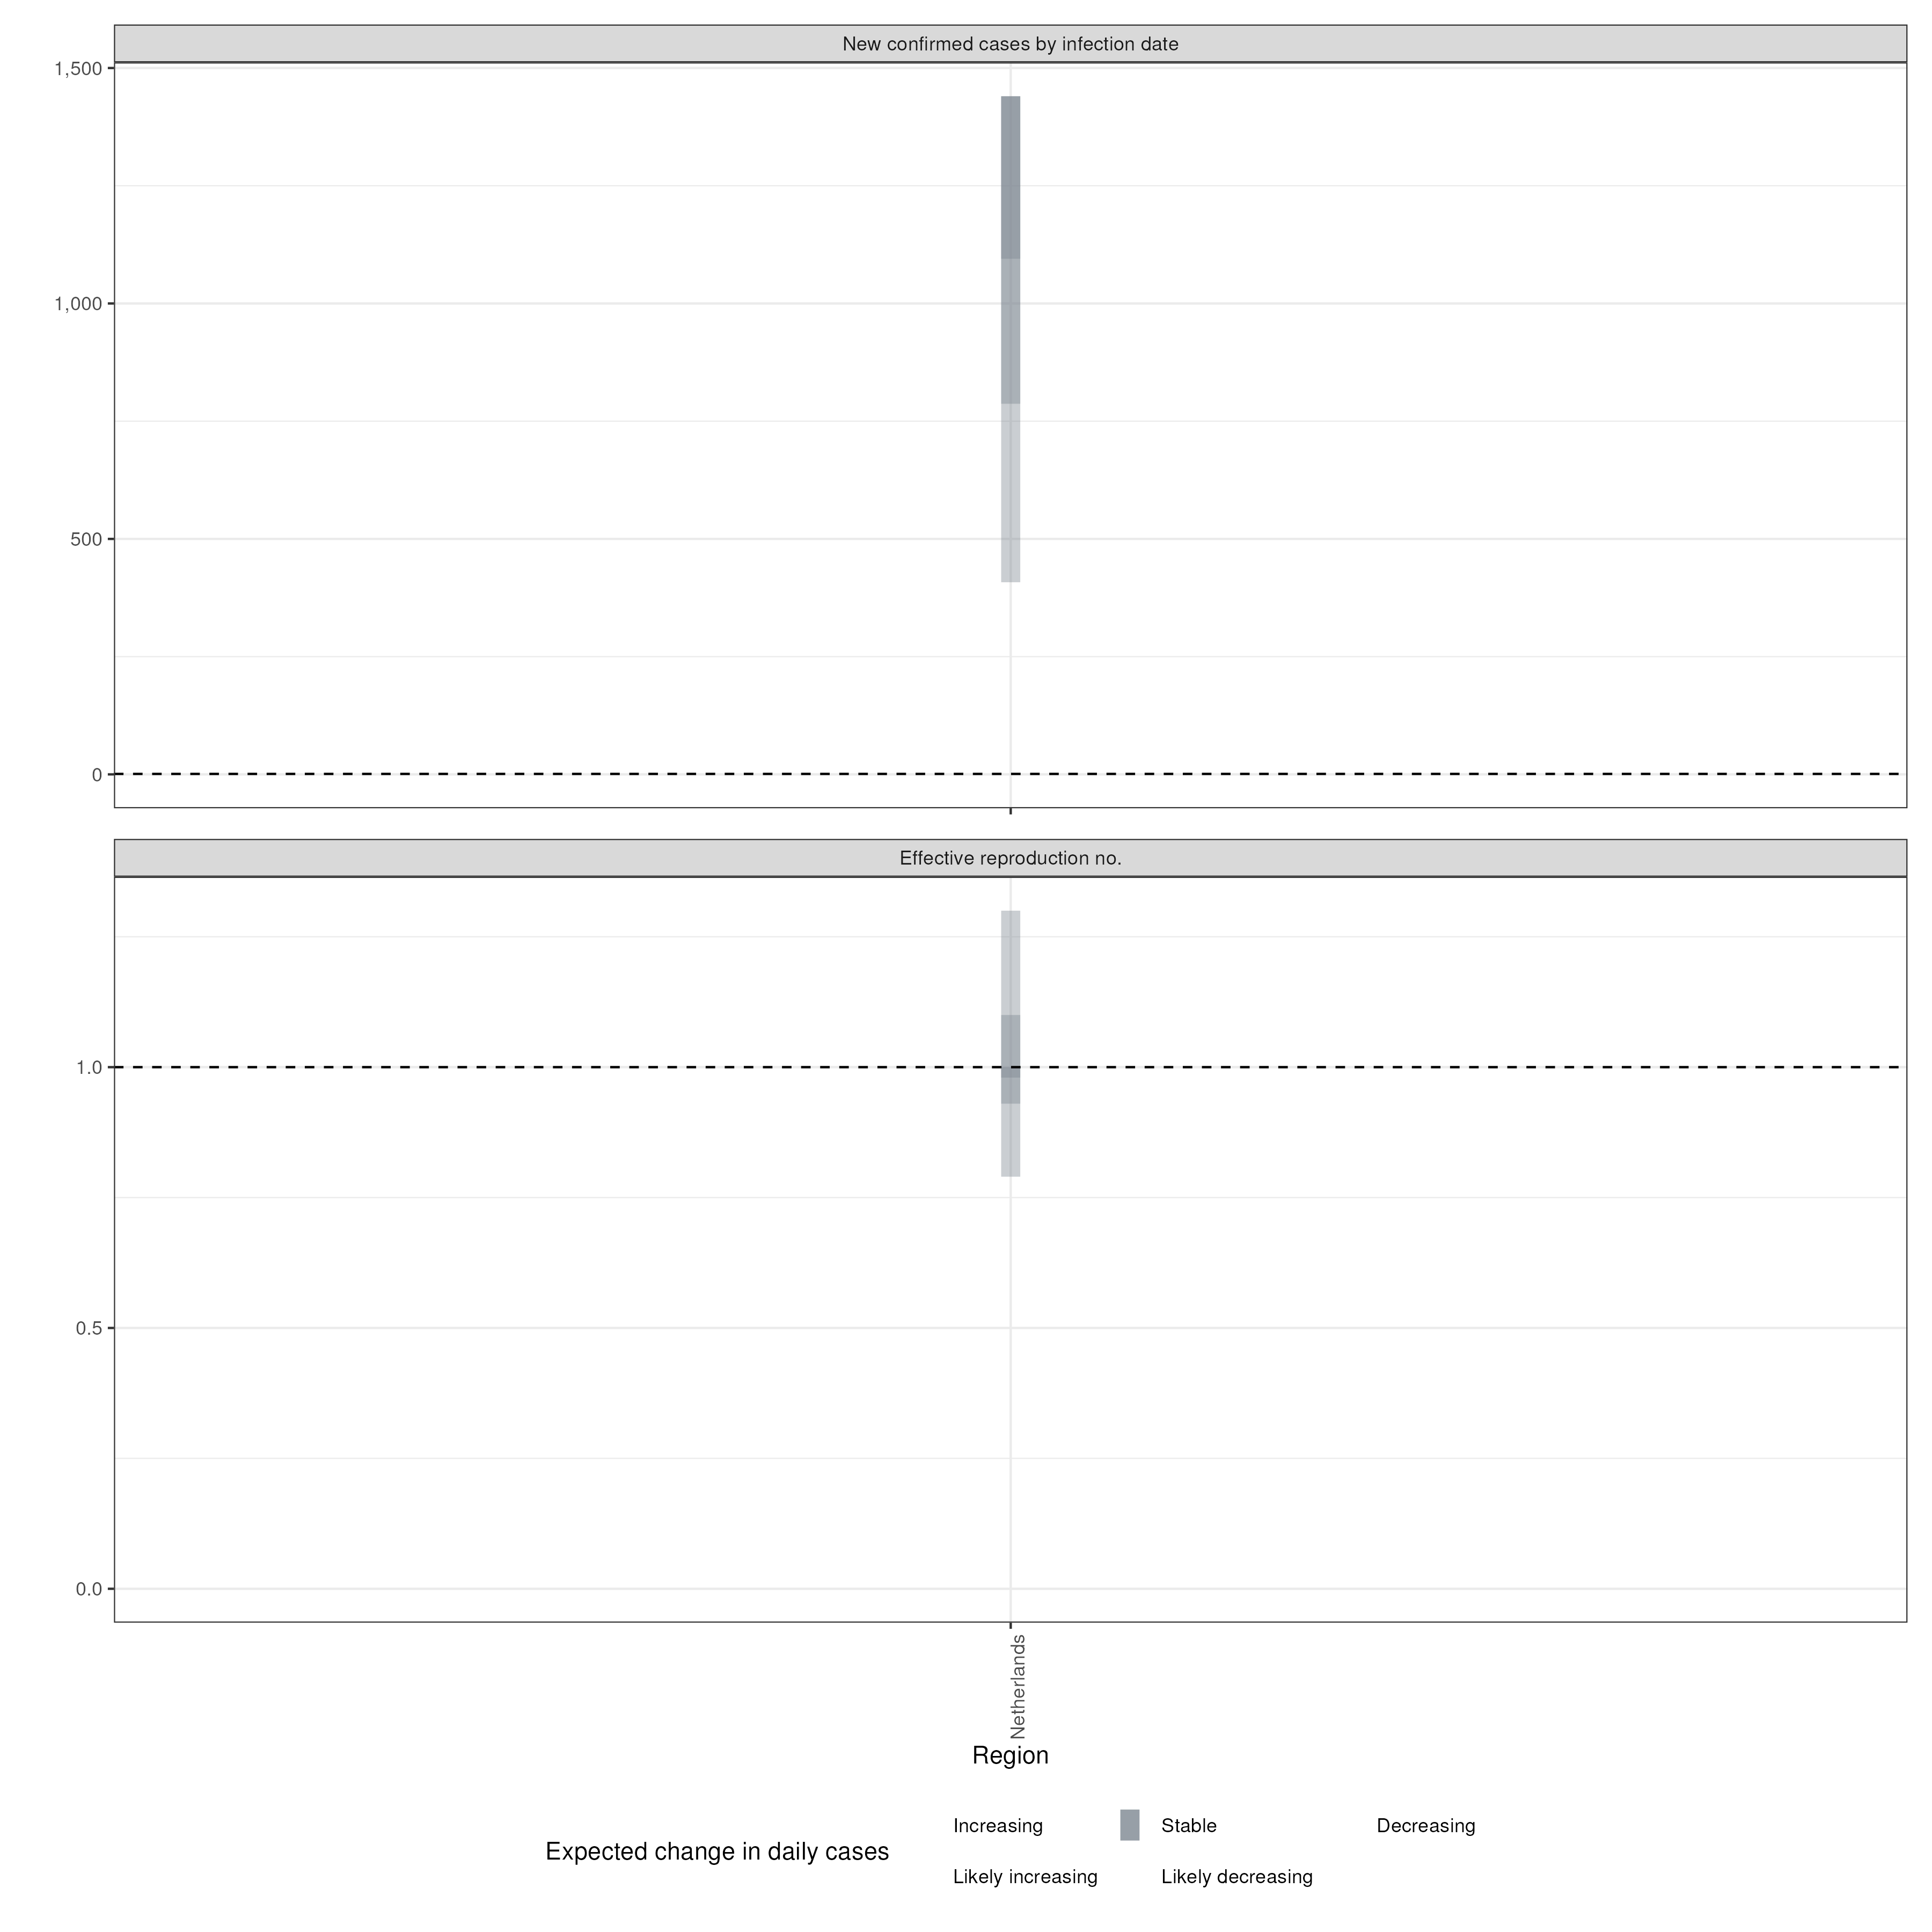 New confirmed cases by infection date
1,500
1,000
500
0
Effective reproduction no.
1.0
0.5
0.0
Netherlands
Region
Expected change in daily cases
Increasing
Stable
Decreasing
Likely increasing
Likely decreasing